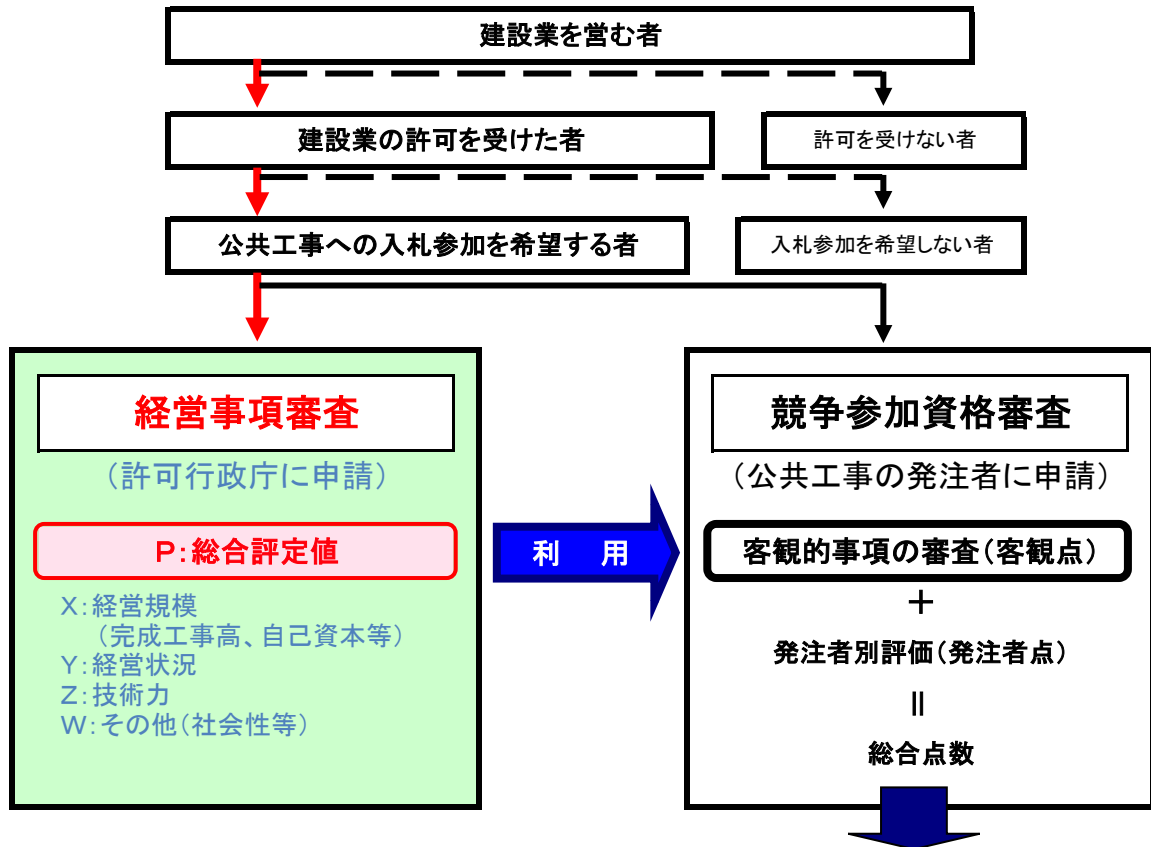 建設業を営む者
建設業の許可を受けた者
許可を受けない者
公共工事への入札参加を希望する者
入札参加を希望しない者
経営事項審査
（許可行政庁に申請）
P：総合評定値
X：経営規模
（完成工事高、自己資本等）
Y：経営状況
Z：技術力
W：その他（社会性等）
利 用
競争参加資格審査
（公共工事の発注者に申請）
客観的事項の審査（客観点）
＋
発注者別評価（発注者点）
＝
総合点数